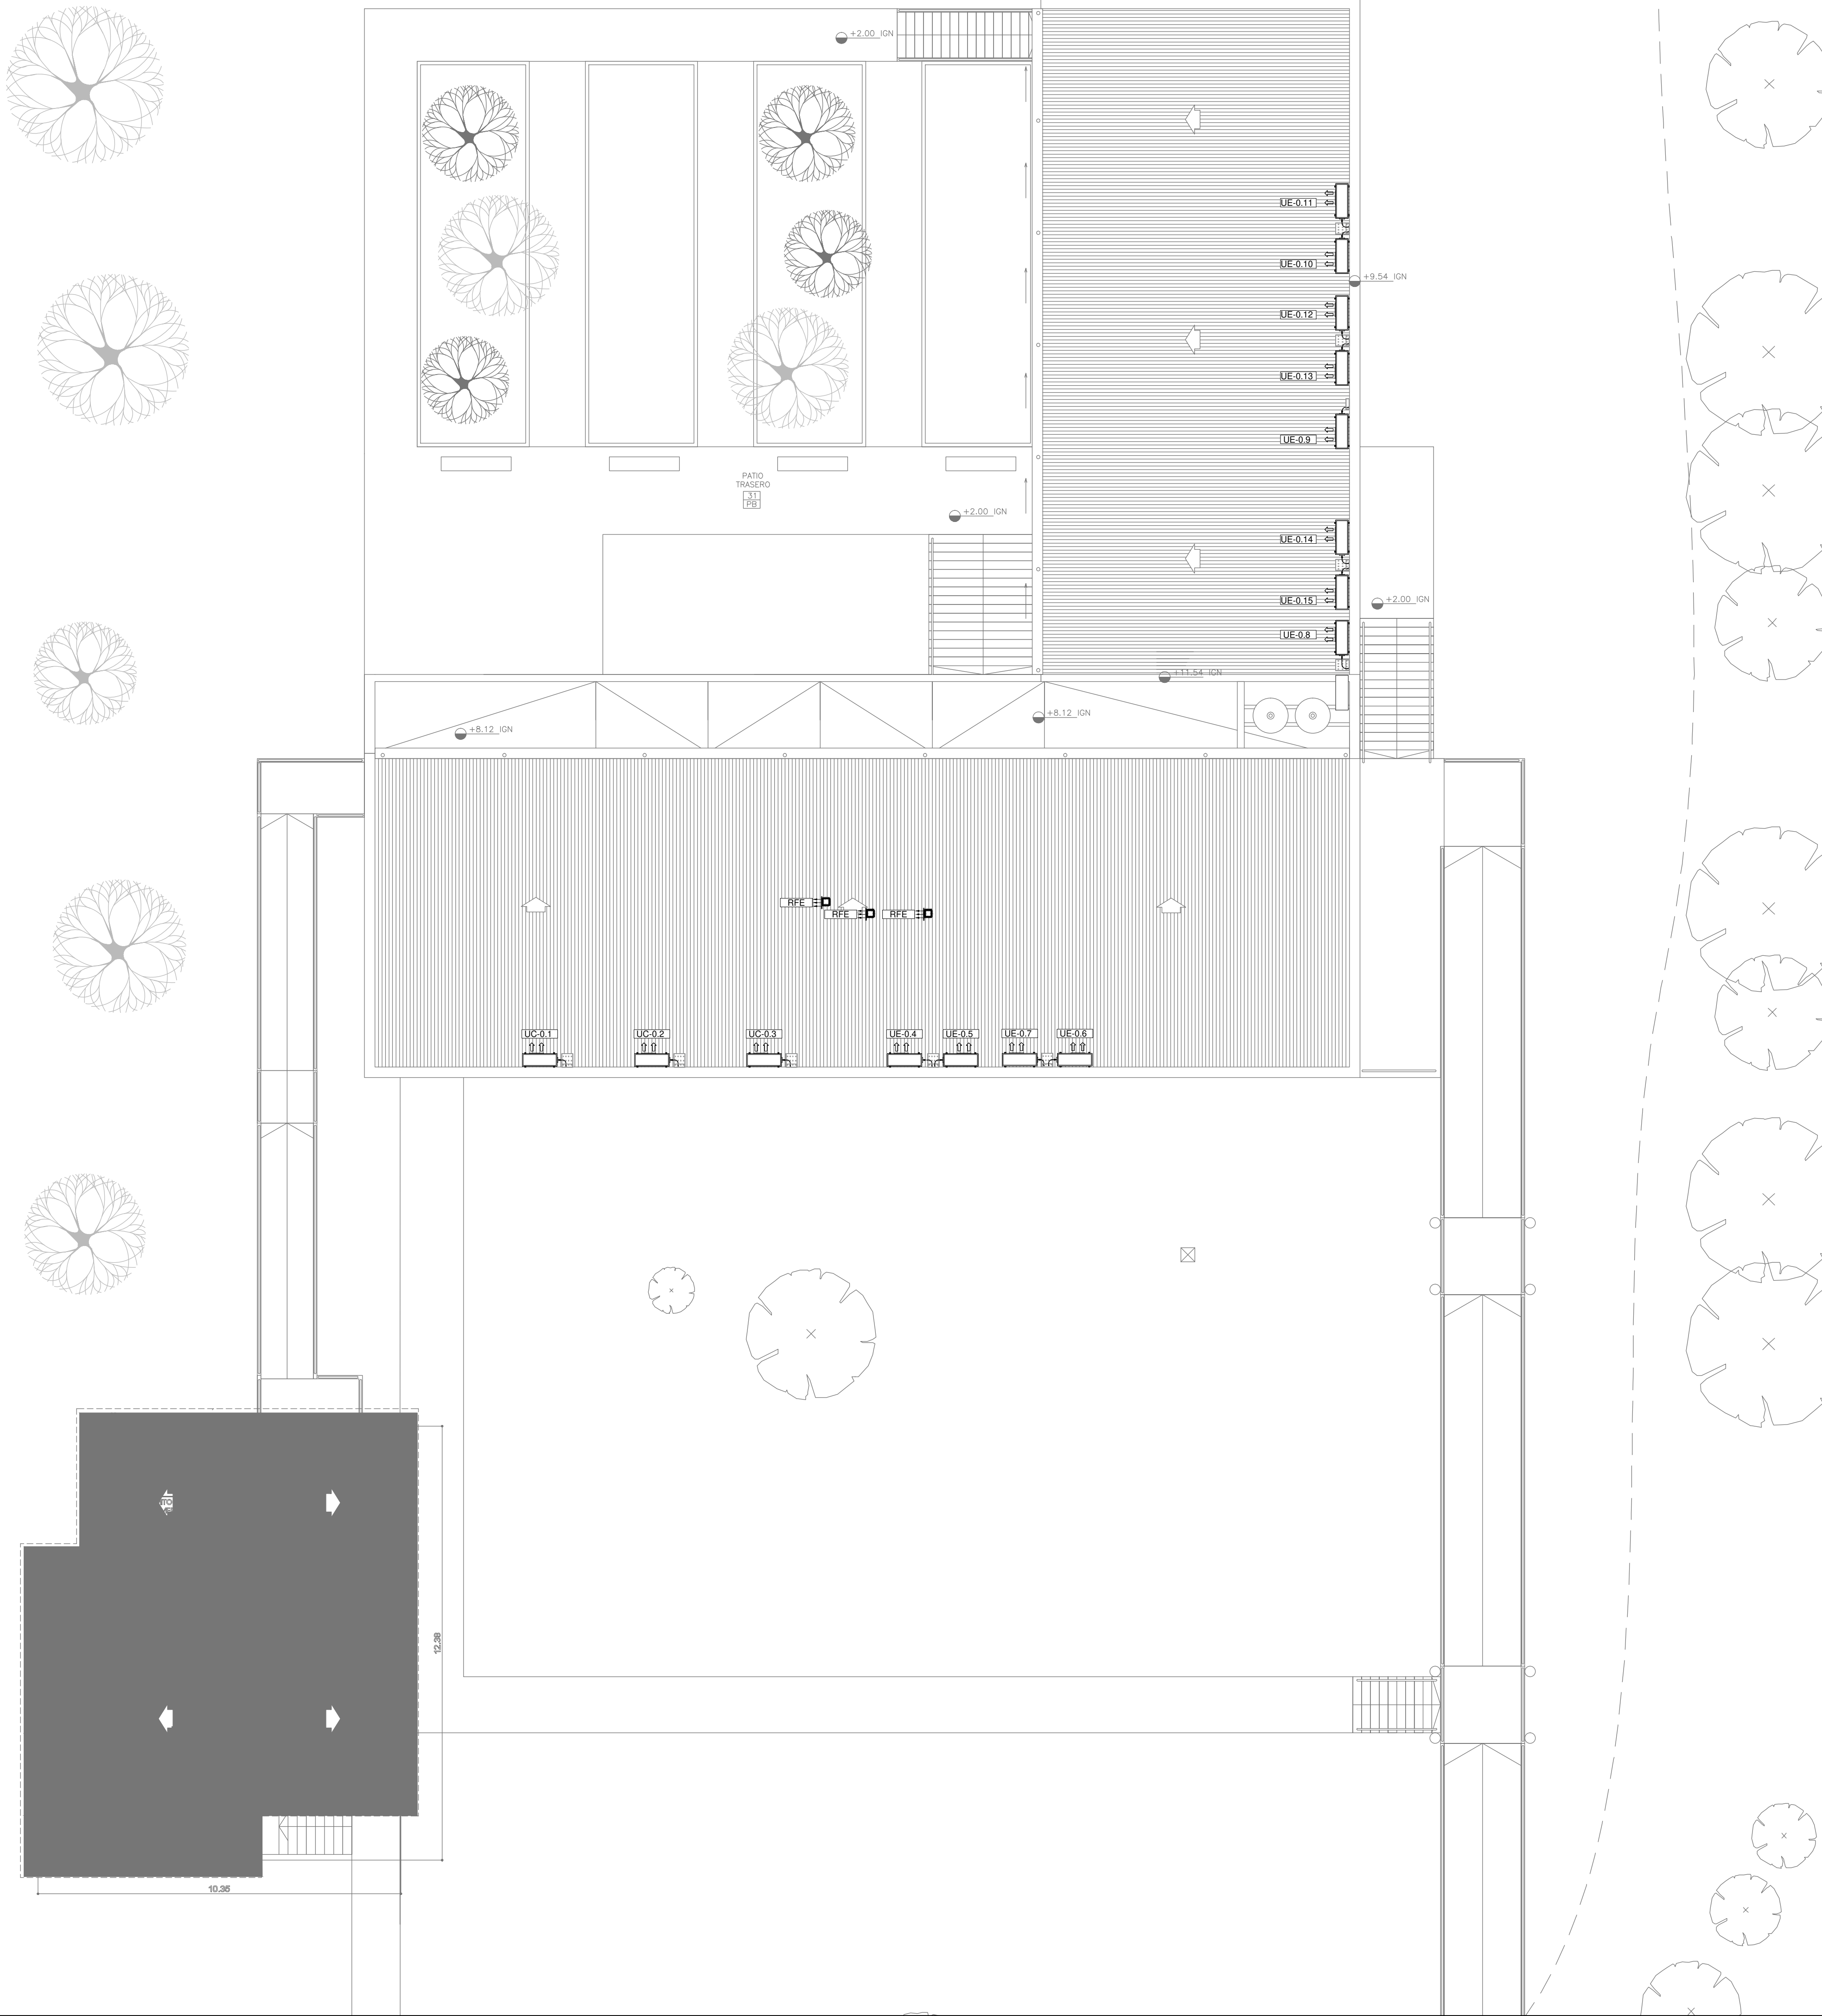 +2.00 IGN
UE-0.11
UE-0.10
+9.54 IGN
UE-0.12
UE-0.13
UE-0.9
PATIO
TRASERO
31
PB
+2.00 IGN
UE-0.14
UE-0.15
+2.00 IGN
UE-0.8
+11.54 IGN
+8.12 IGN
+8.12 IGN
RFE
RFE
RFE
UC-0.1
UC-0.2
UC-0.3
UE-0.4
UE-0.5
UE-0.7
UE-0.6
12.38
10.35